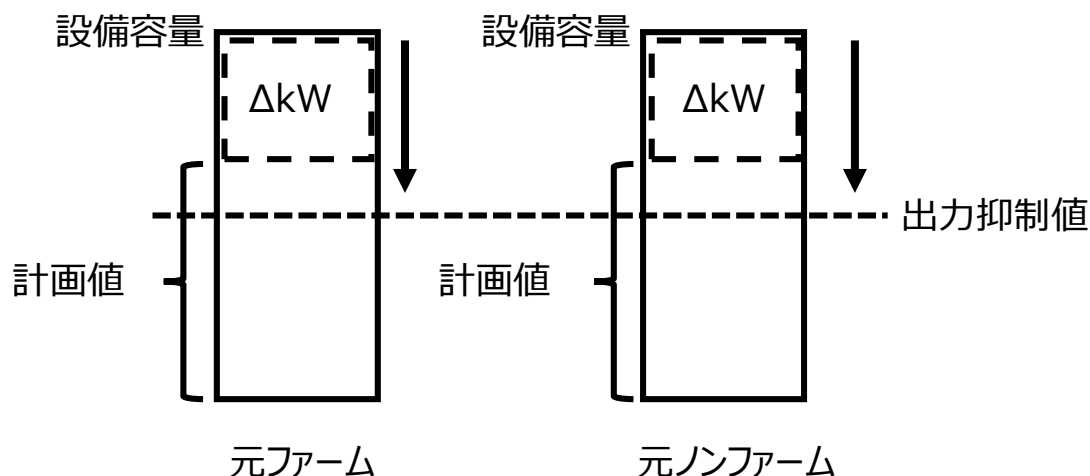 設備容量
設備容量
ΔkW
ΔkW
出力抑制値
計画値
計画値
元ファーム
元ノンファーム